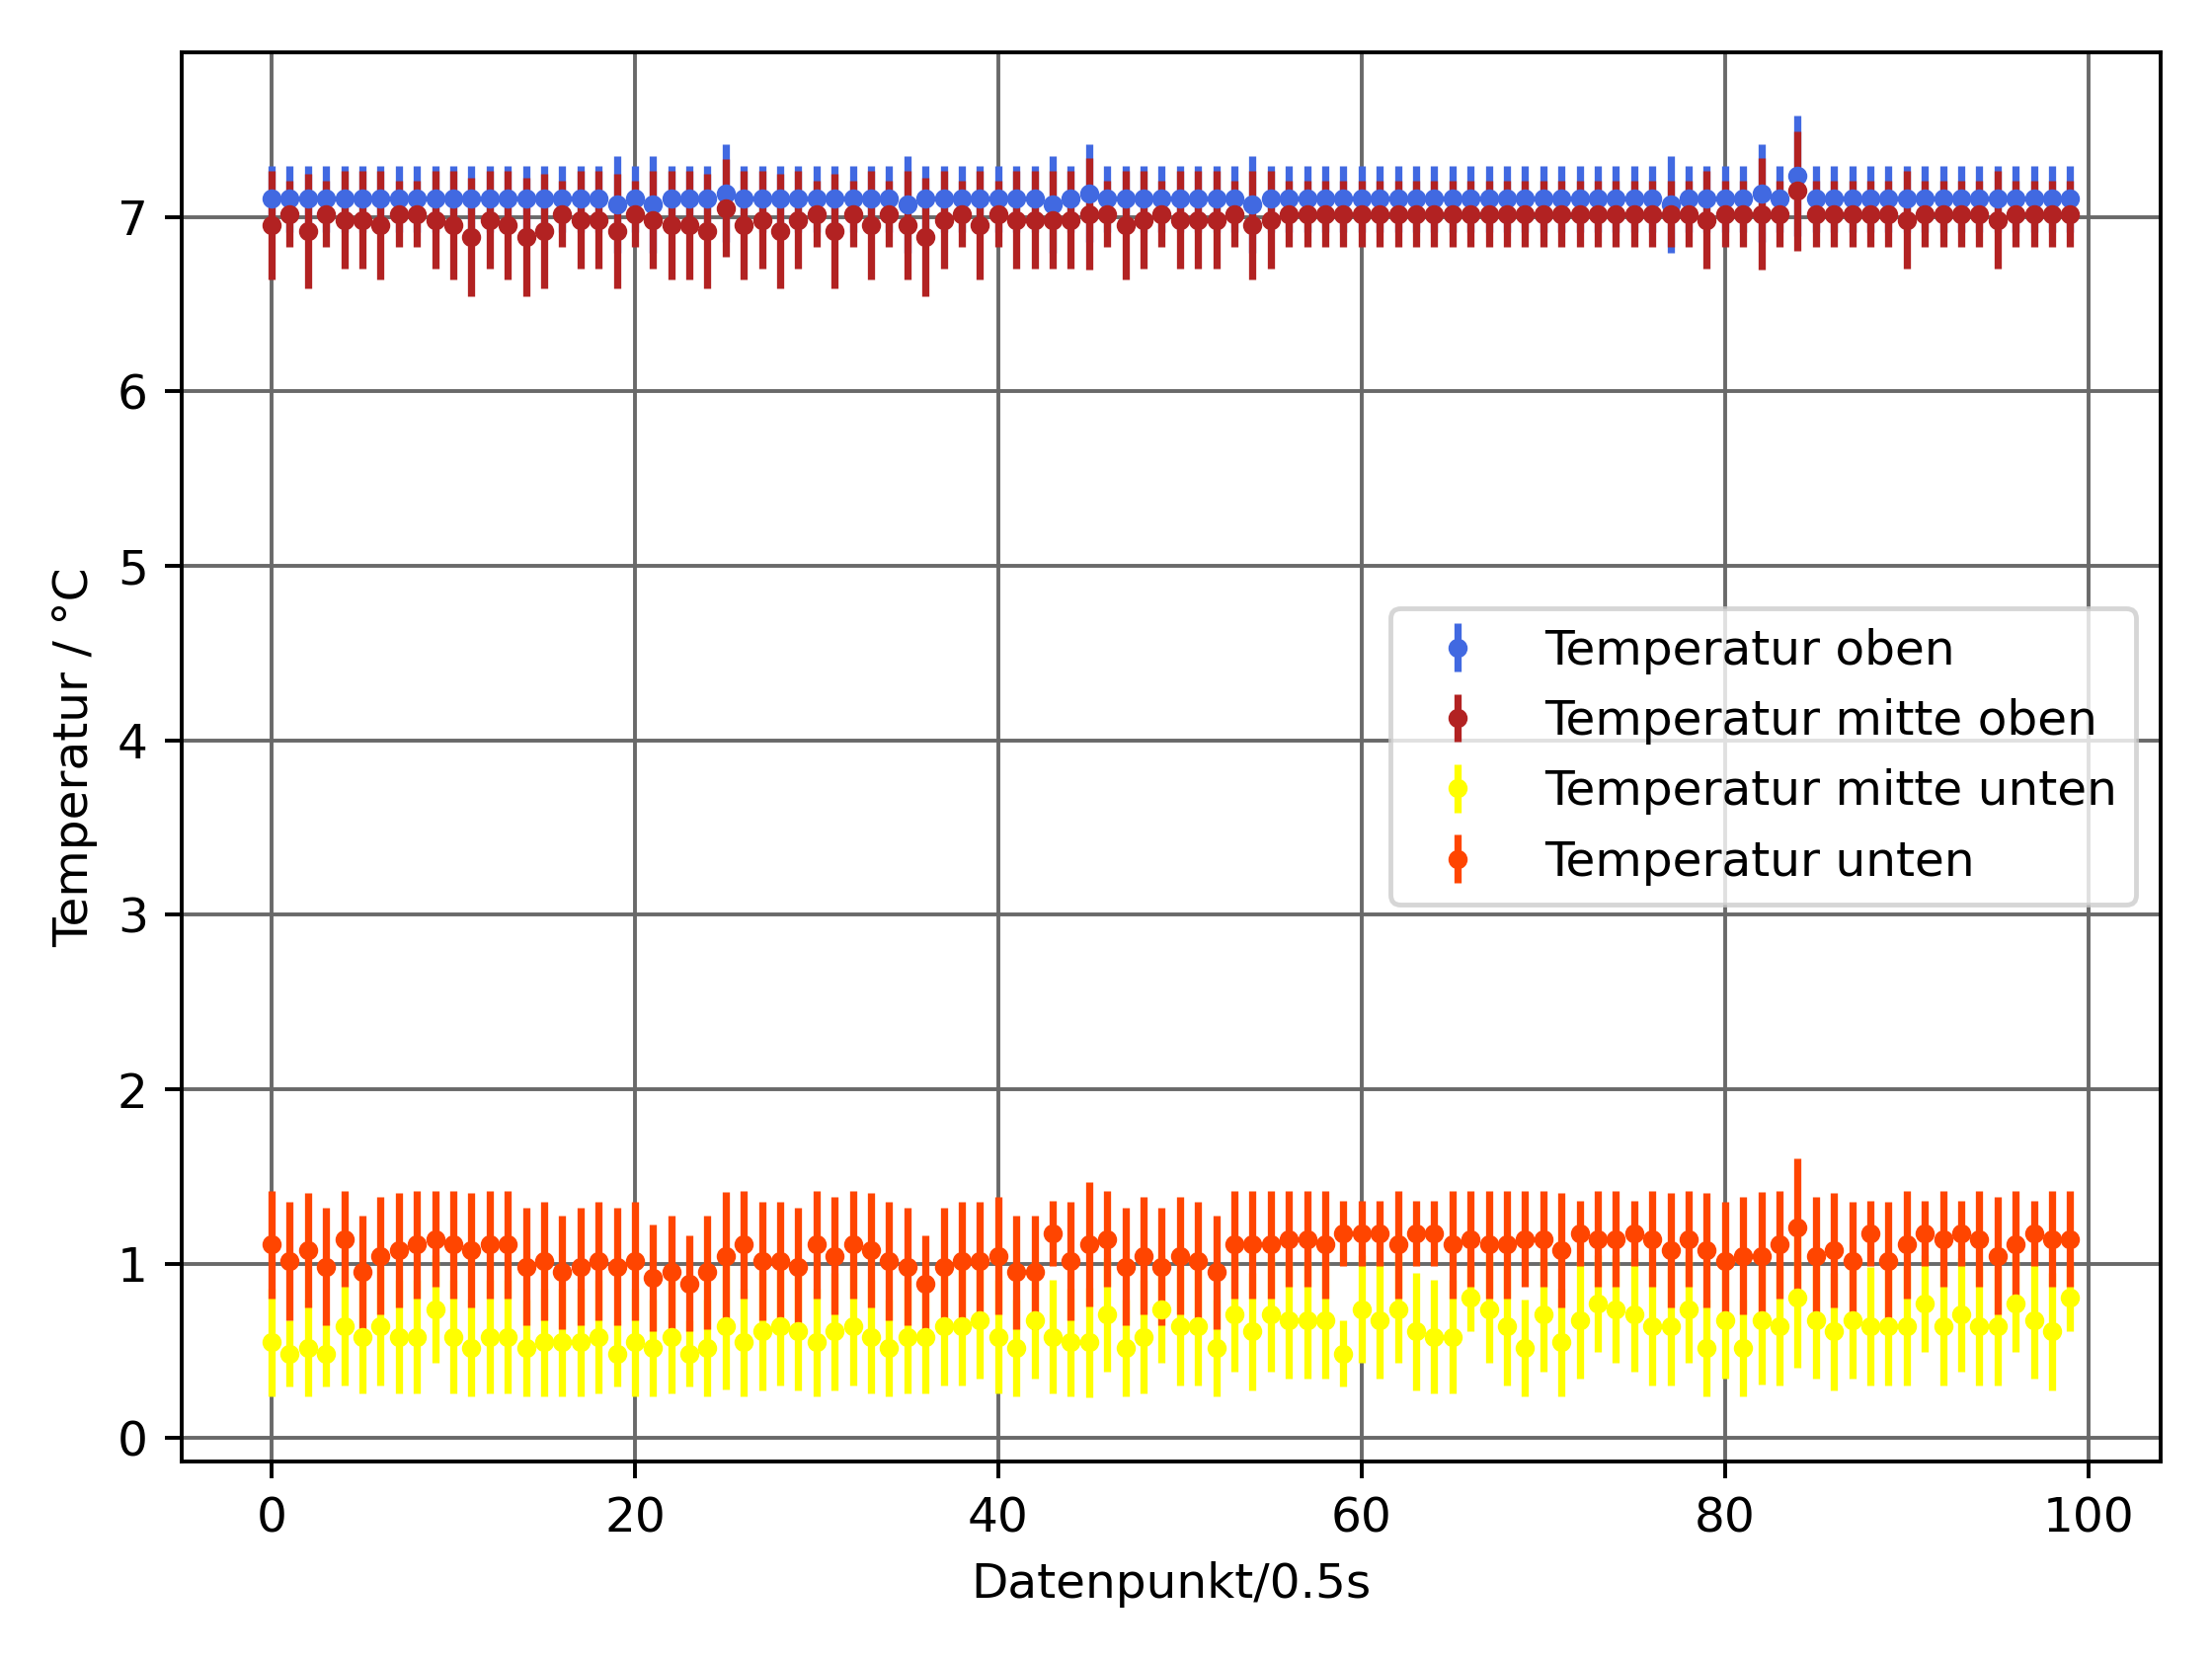 7
6
5
4
3
2
1
0
Temperatur / °C
Temperatur oben
Temperatur mitte oben
Temperatur mitte unten
Temperatur unten
0 20 40 60 80 100
Datenpunkt/0.5s